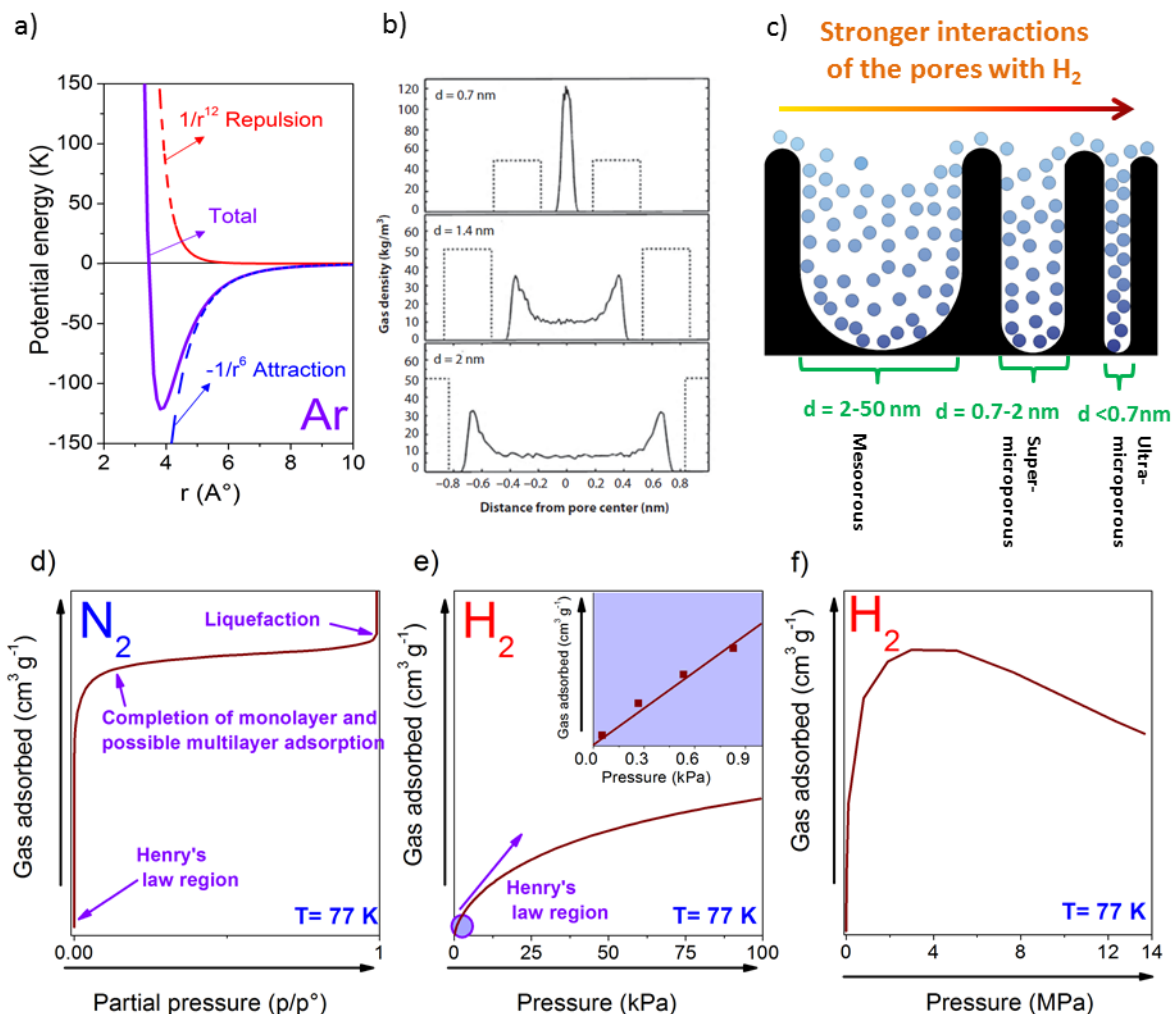 a)
150
100
50
0
-50
-100
-150
Potential energy (K)
1/r¹² Repulsion
Total
-1/r⁶ Attraction
Ar
2 4 6 8 10
r (A°)
b)
d = 0.7 nm
120
100
80
60
40
20
0
d = 1.4 nm
50
40
30
20
10
0
Gas density (kg/m³)
d = 2 nm
60
50
40
30
20
10
0
−0.8 −0.6 −0.4 −0.2 0 0.2 0.4 0.6 0.8
Distance from pore center (nm)
c)
Stronger interactions
of the pores with H₂
d = 2-50 nm
d = 0.7-2 nm
d <0.7nm
Mesoorous
Super-
microporous
Ultra-
microporous
d)
N₂
Liquefaction
Completion of monolayer and
possible multilayer adsorption
Henry's
law region
T= 77 K
Gas adsorbed (cm³ g⁻¹)
0.00 1
Partial pressure (p/p°)
e)
H₂
Gas adsorbed (cm³ g⁻¹)
0.0 0.3 0.6 0.9
Pressure (kPa)
Henry's
law region
T= 77 K
Gas adsorbed (cm³ g⁻¹)
0 25 50 75 100
Pressure (kPa)
f)
H₂
T= 77 K
Gas adsorbed (cm³ g⁻¹)
0 4 8 12 14
Pressure (MPa)